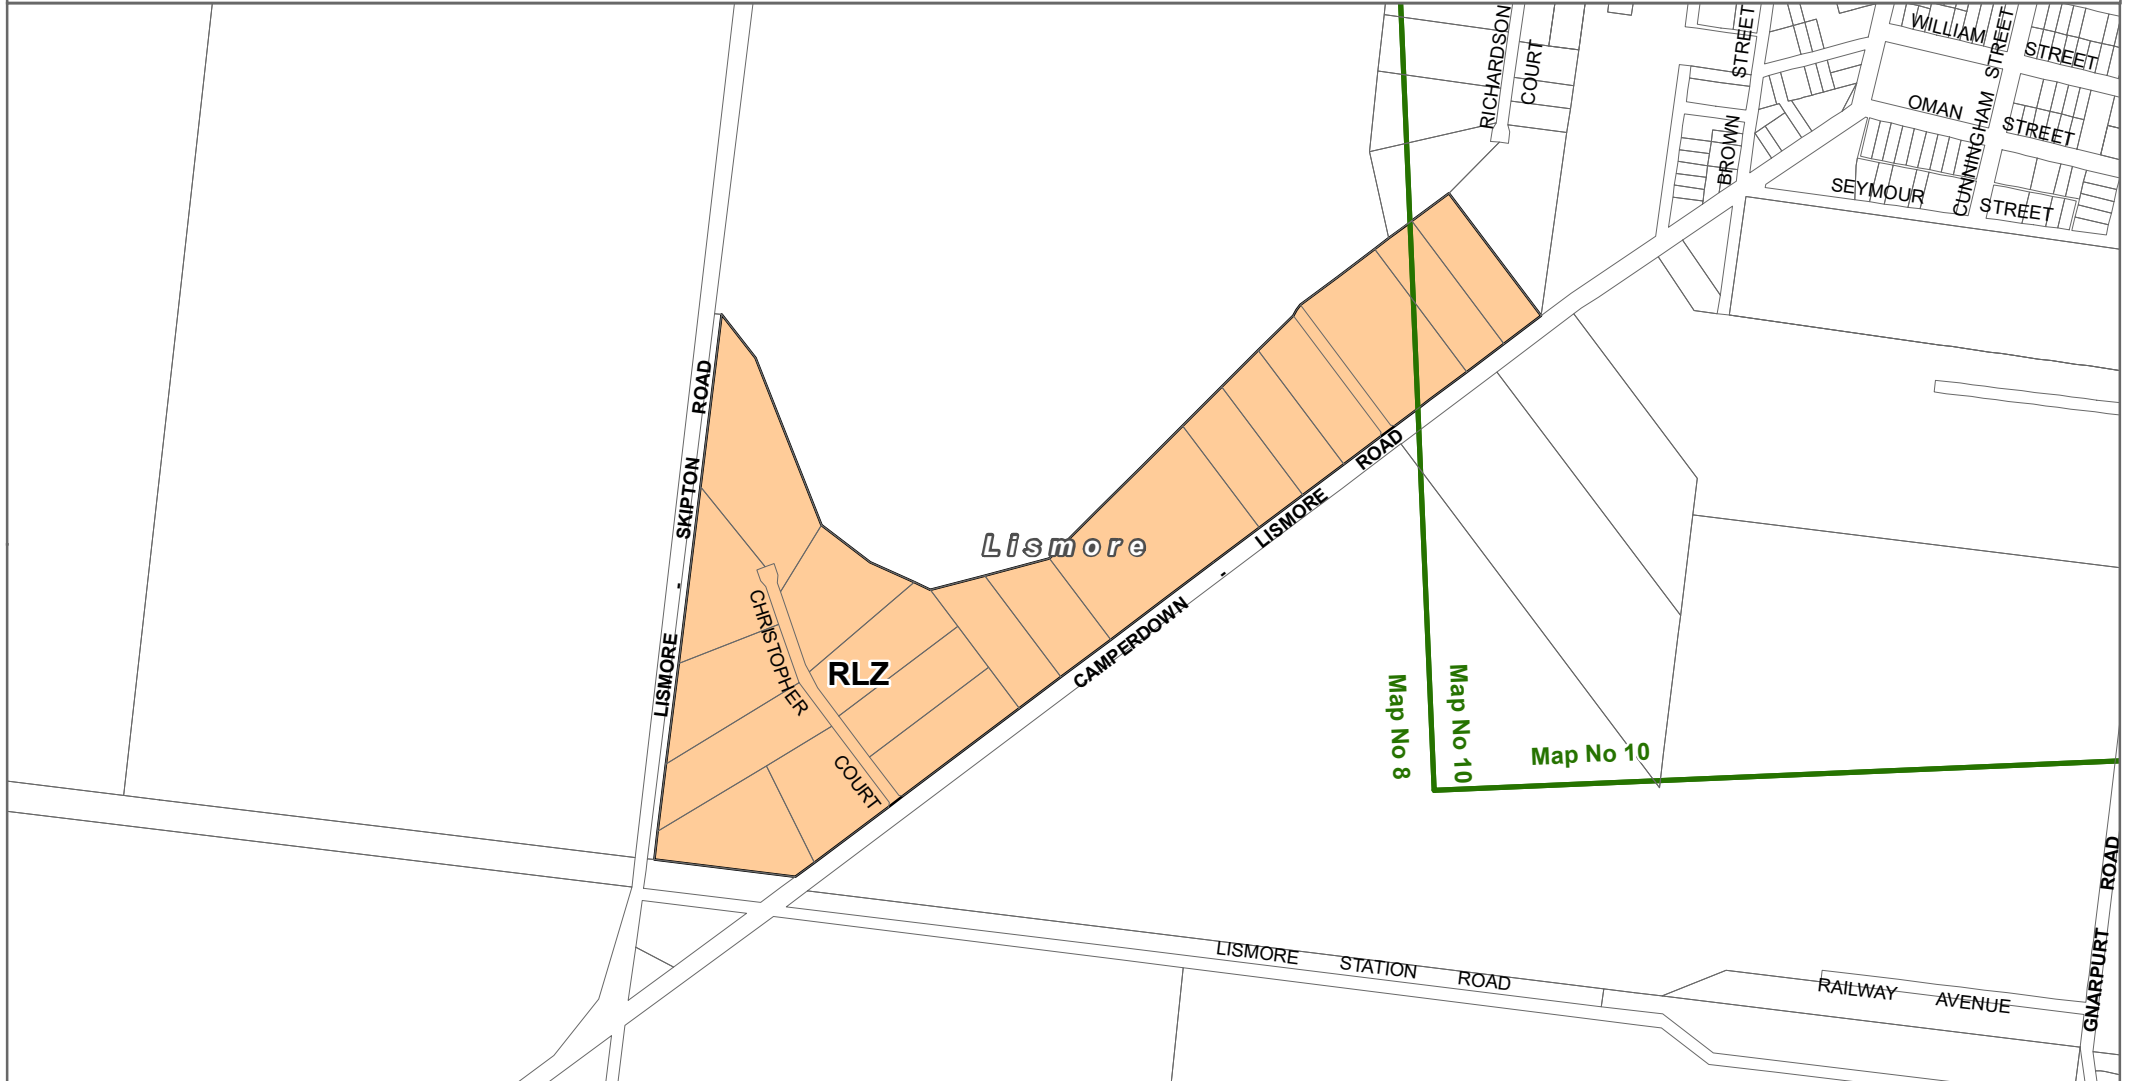 RICHARDSON
COURT
BROWN
STREET
WILLIAM
STREET
CUNNINGHAM
STREET
OMAN
STREET
SEYMOUR
STREET
LISMORE - SKIPTON ROAD
Lismore
CHRISTOPHER
COURT
RLZ
CAMPERDOWN - LISMORE ROAD
Map No 8
Map No 10
Map No 10
LISMORE STATION ROAD
RAILWAY AVENUE
GNARPURT ROAD